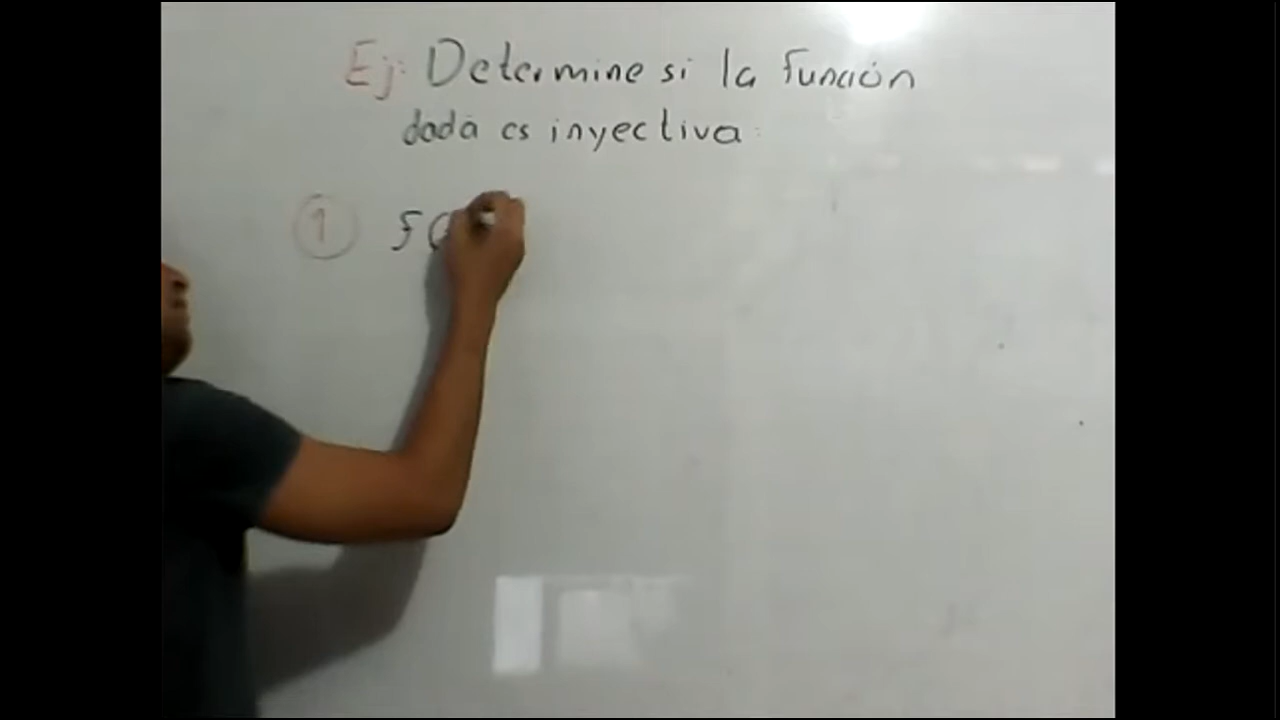 Ej: Determine si la función
dada es inyectiva:
1 f(